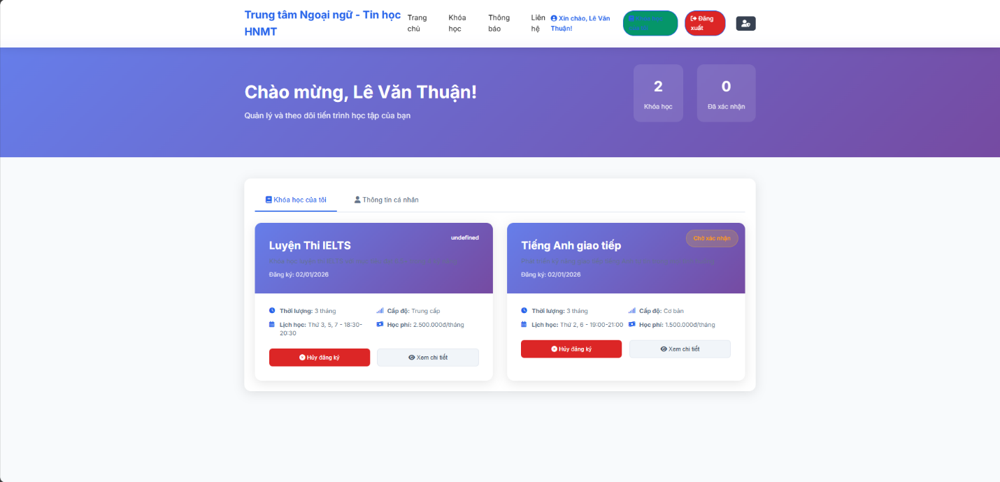 Trung tâm Ngoại ngữ - Tin học
HNMT
Trang
chủ
Khóa
học
Thông
báo
Liên
hệ
Xin chào, Lê Văn
Thuận!
Đăng
xuất
Chào mừng, Lê Văn Thuận!
Quản lý và theo dõi tiến trình học tập của bạn
2
Khóa học
0
Đã xác nhận
Khóa học của tôi
Thông tin cá nhân
Luyện Thi IELTS
undefined
Đăng ký: 02/01/2026
Thời lượng: 3 tháng
Cấp độ: Trung cấp
Lịch học: Thứ 3, 5, 7 - 18:30-
20:30
Học phí: 2.500.000đ/tháng
Hủy đăng ký
Xem chi tiết
Tiếng Anh giao tiếp
Chờ xác nhận
Đăng ký: 02/01/2026
Thời lượng: 3 tháng
Cấp độ: Cơ bản
Lịch học: Thứ 2, 6 - 19:00-21:00
Học phí: 1.500.000đ/tháng
Hủy đăng ký
Xem chi tiết